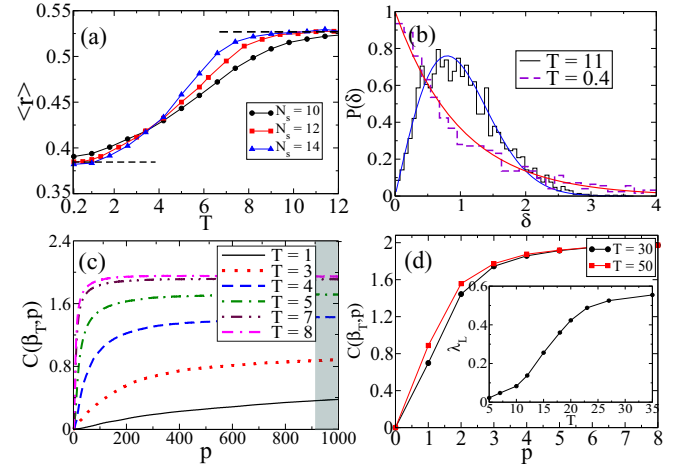 (a)
<r>
0.55
0.45
0.35
0.2 2 4 6 8 10 12
T
N_s = 10
N_s = 12
N_s = 14
(b)
P(δ)
1
0.8
0.6
0.4
0.2
0
0 1 2 3 4
δ
T = 11
T = 0.4
(c)
C(β_T,p)
2.4
1.6
0.8
0
0 200 400 600 800 1000
p
T = 1
T = 3
T = 4
T = 5
T = 7
T = 8
(d)
C(β_T,p)
2
1.6
1.2
0.8
0.4
0
0 1 2 3 4 5 6 7 8
p
T = 30
T = 50
λ_L
0.6
0.4
0.2
0
5 10 15 20 25 30 35
T